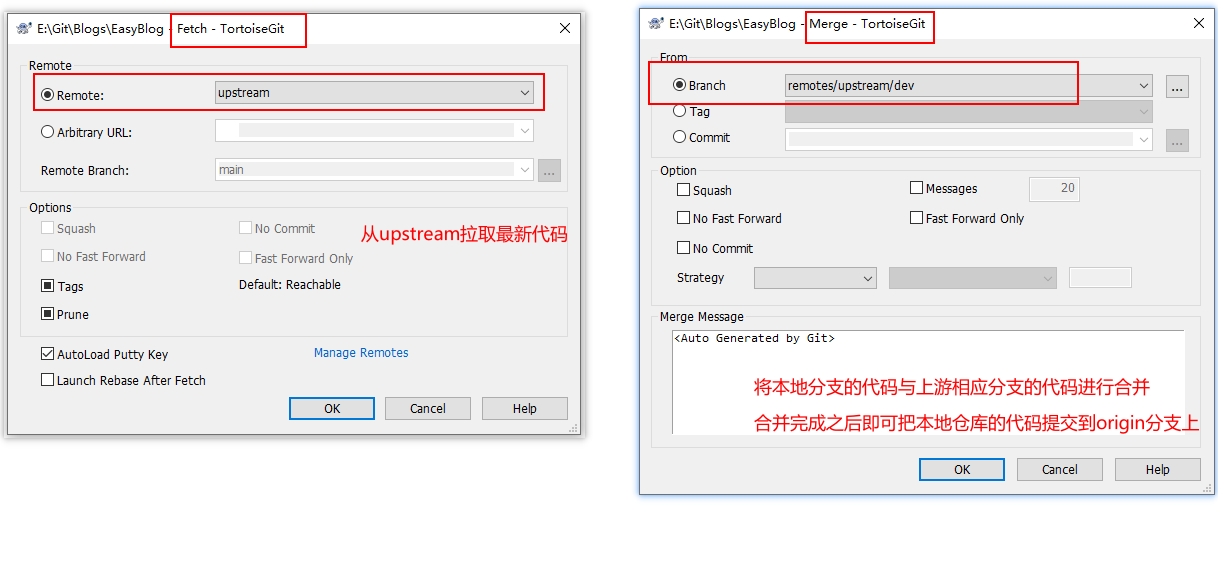 E:\Git\Blogs\EasyBlog - Fetch - TortoiseGit
Remote
Remote:
upstream
Arbitrary URL:
Remote Branch:
main
...
Options
Squash
No Commit
No Fast Forward
Fast Forward Only
Tags
Default: Reachable
Prune
从upstream拉取最新代码
AutoLoad Putty Key
Manage Remotes
Launch Rebase After Fetch
OK
Cancel
Help
E:\Git\Blogs\EasyBlog - Merge - TortoiseGit
From
Branch
remotes/upstream/dev
...
Tag
Commit
...
Option
Squash
Messages
20
No Fast Forward
Fast Forward Only
No Commit
Strategy
Merge Message
<Auto Generated by Git>
将本地分支的代码与上游相应分支的代码进行合并
合并完成之后即可把本地仓库的代码提交到origin分支上
OK
Cancel
Help